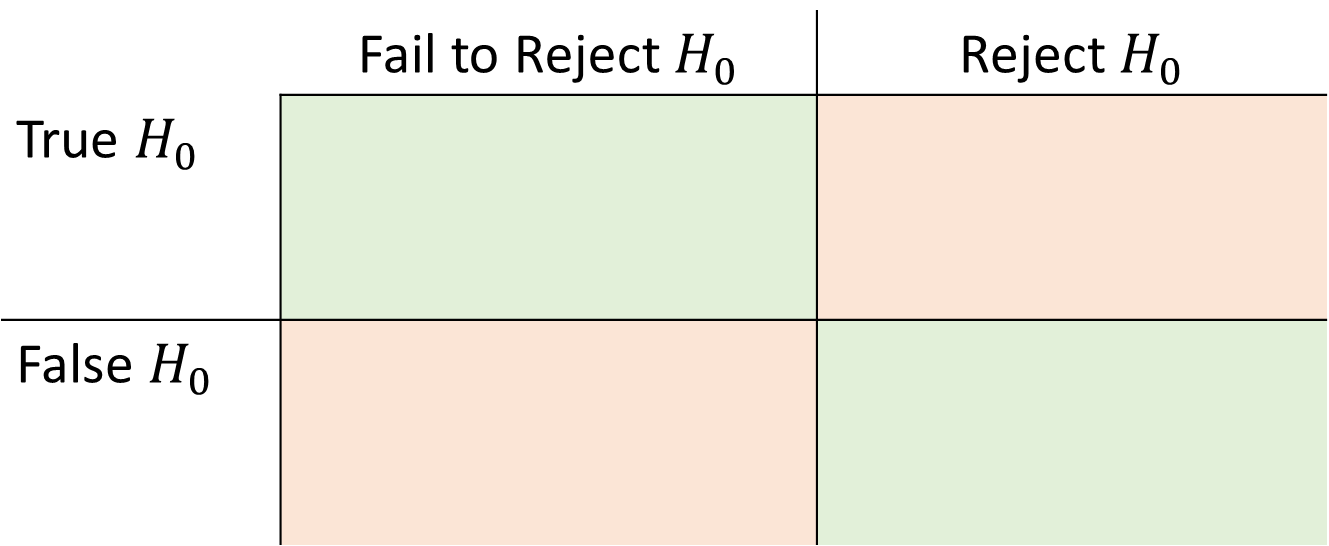 Fail to Reject H₀
Reject H₀
True H₀
False H₀